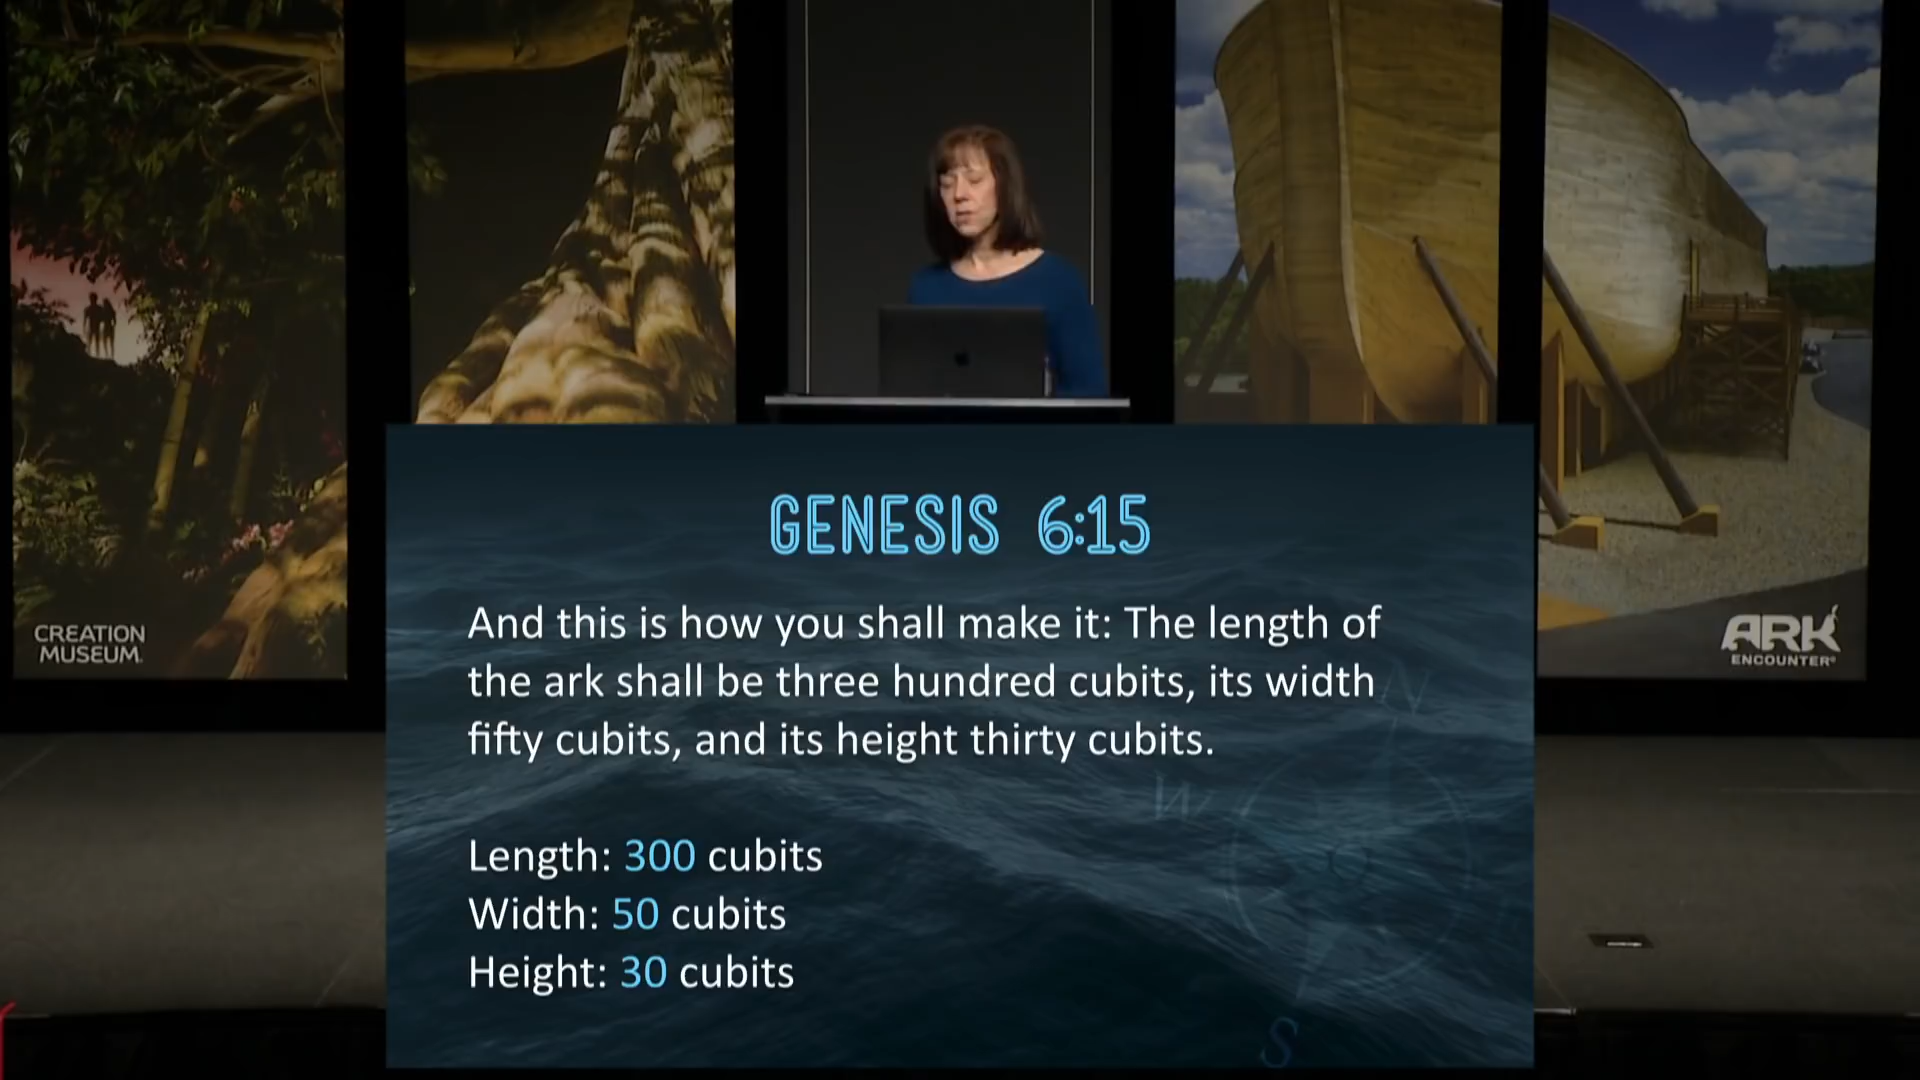 CREATION
MUSEUM
ARK
ENCOUNTER
GENESIS 6:15
And this is how you shall make it: The length of
the ark shall be three hundred cubits, its width
fifty cubits, and its height thirty cubits.
Length: 300 cubits
Width: 50 cubits
Height: 30 cubits
N
W
S